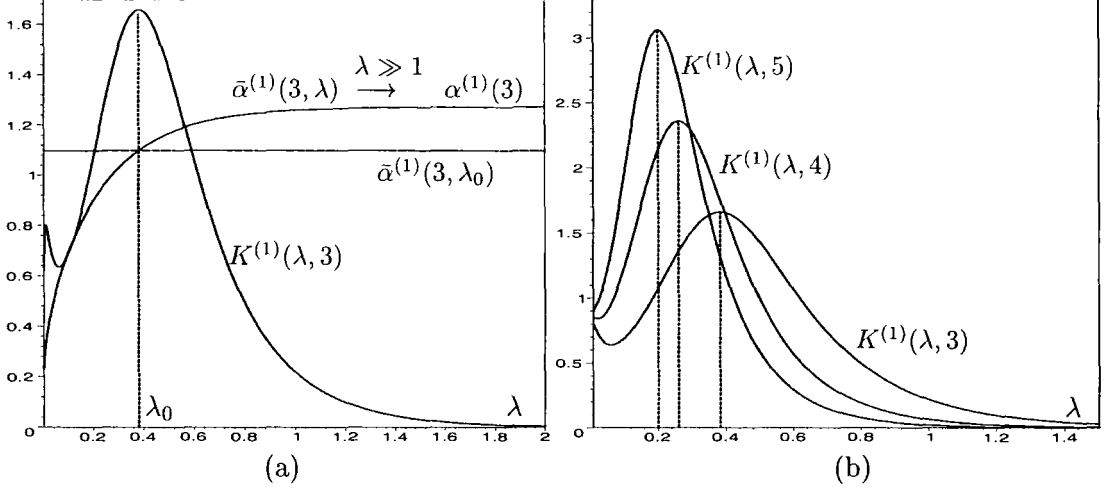 1.6
1.4
1.2
1
0.8
0.6
0.4
0.2
0
ᾱ⁽¹⁾(3, λ) λ ≫ 1 → α⁽¹⁾(3)
ᾱ⁽¹⁾(3, λ₀)
K⁽¹⁾(λ, 3)
λ₀
λ
0.2 0.4 0.6 0.8 1 1.2 1.4 1.6 1.8 2
(a)
3
2.5
2
1.5
1
0.5
0
K⁽¹⁾(λ, 5)
K⁽¹⁾(λ, 4)
K⁽¹⁾(λ, 3)
λ
0.2 0.4 0.6 0.8 1 1.2 1.4
(b)